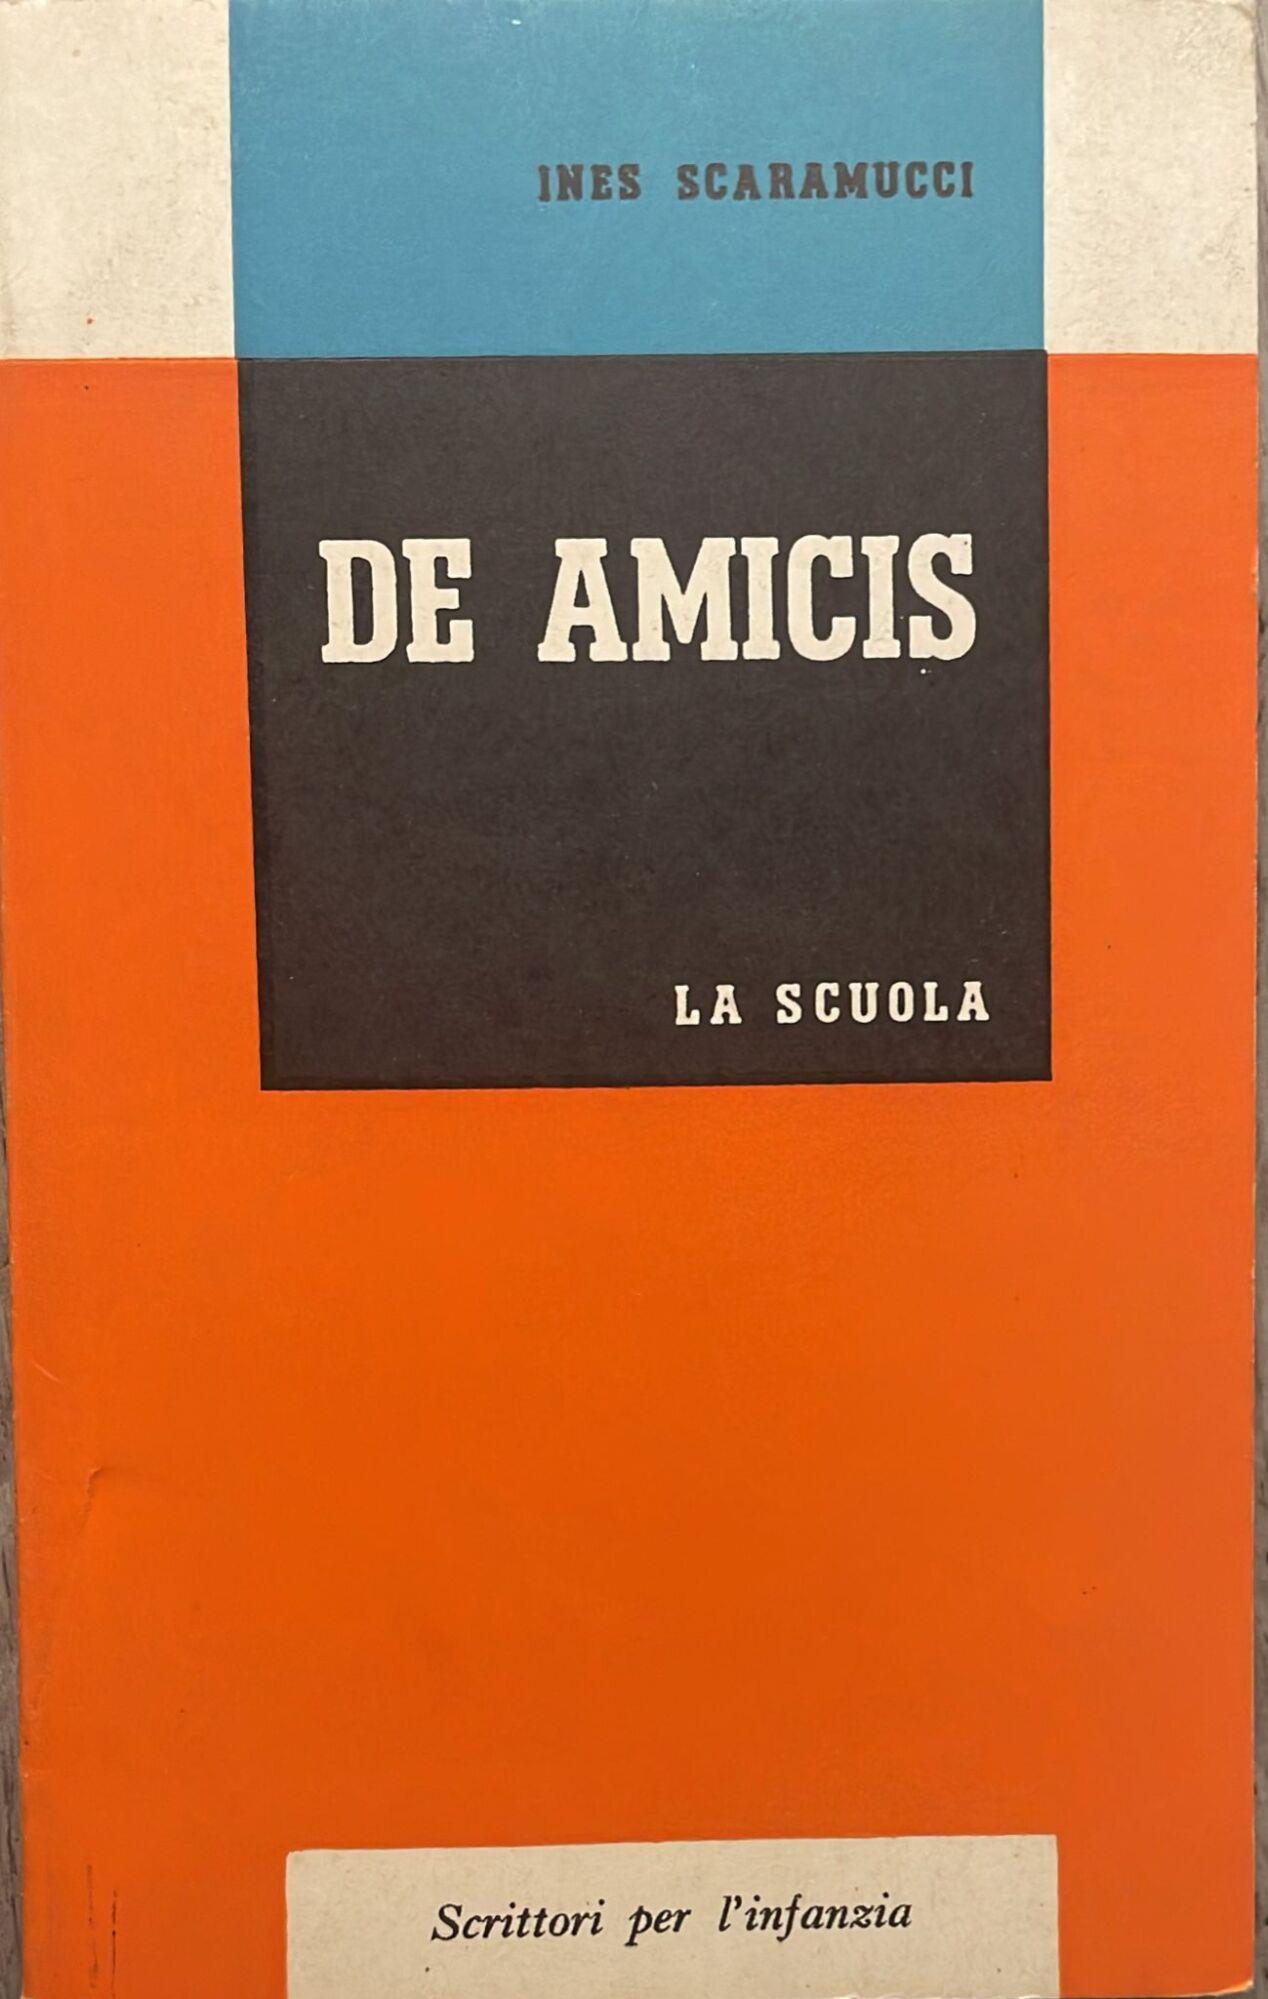 INES SCARAMUCCI
DE AMICIS
LA SCUOLA
Scrittori per l'infanzia